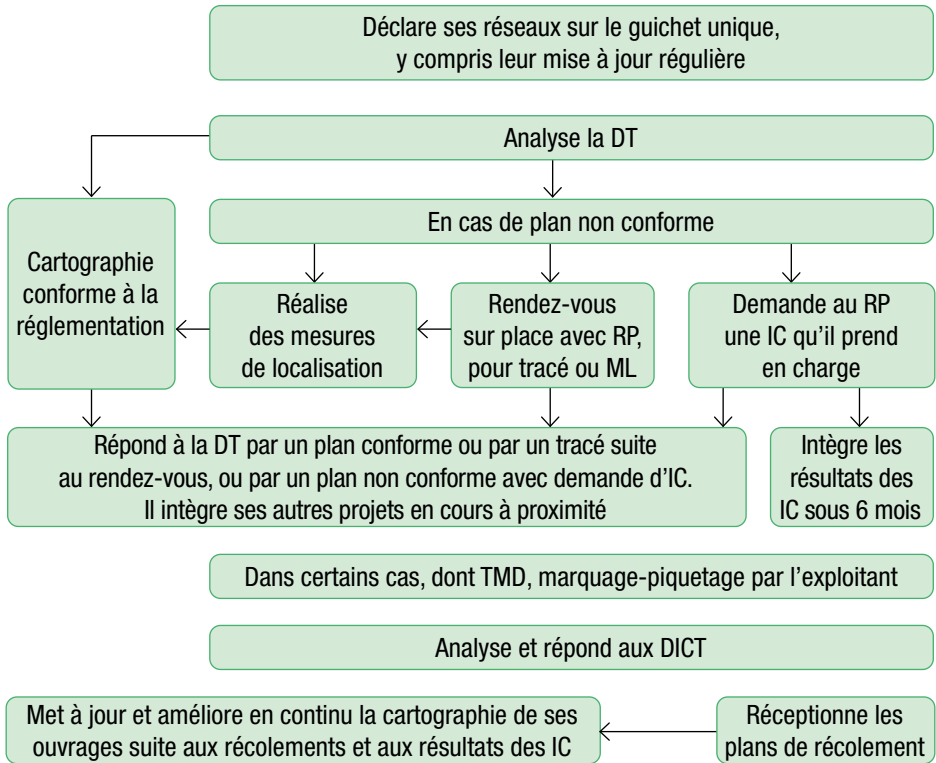 Déclare ses réseaux sur le guichet unique,
y compris leur mise à jour régulière
Analyse la DT
En cas de plan non conforme
Cartographie
conforme à la
réglementation
Réalise
des mesures
de localisation
Rendez-vous
sur place avec RP,
pour tracé ou ML
Demande au RP
une IC qu’il prend
en charge
Répond à la DT par un plan conforme ou par un tracé suite
au rendez-vous, ou par un plan non conforme avec demande d’IC.
Il intègre ses autres projets en cours à proximité
Intègre les
résultats des
IC sous 6 mois
Dans certains cas, dont TMD, marquage-piquetage par l’exploitant
Analyse et répond aux DICT
Met à jour et améliore en continu la cartographie de ses
ouvrages suite aux récolements et aux résultats des IC
Réceptionne les
plans de récolement